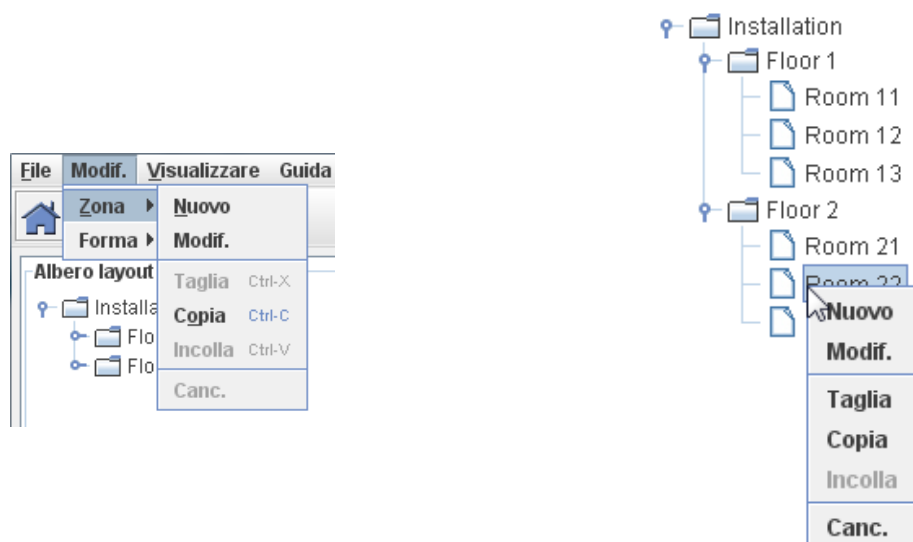 File Modif. Visualizzare Guida
Zona Nuovo
Forma Modif.
Albero layout
Taglia Ctrl-X
Installa
Copia Ctrl-C
Flo
Incolla Ctrl-V
Flo
Canc.
Installation
Floor 1
Room 11
Room 12
Room 13
Floor 2
Room 21
Room 22
Nuovo
Modif.
Taglia
Copia
Incolla
Canc.